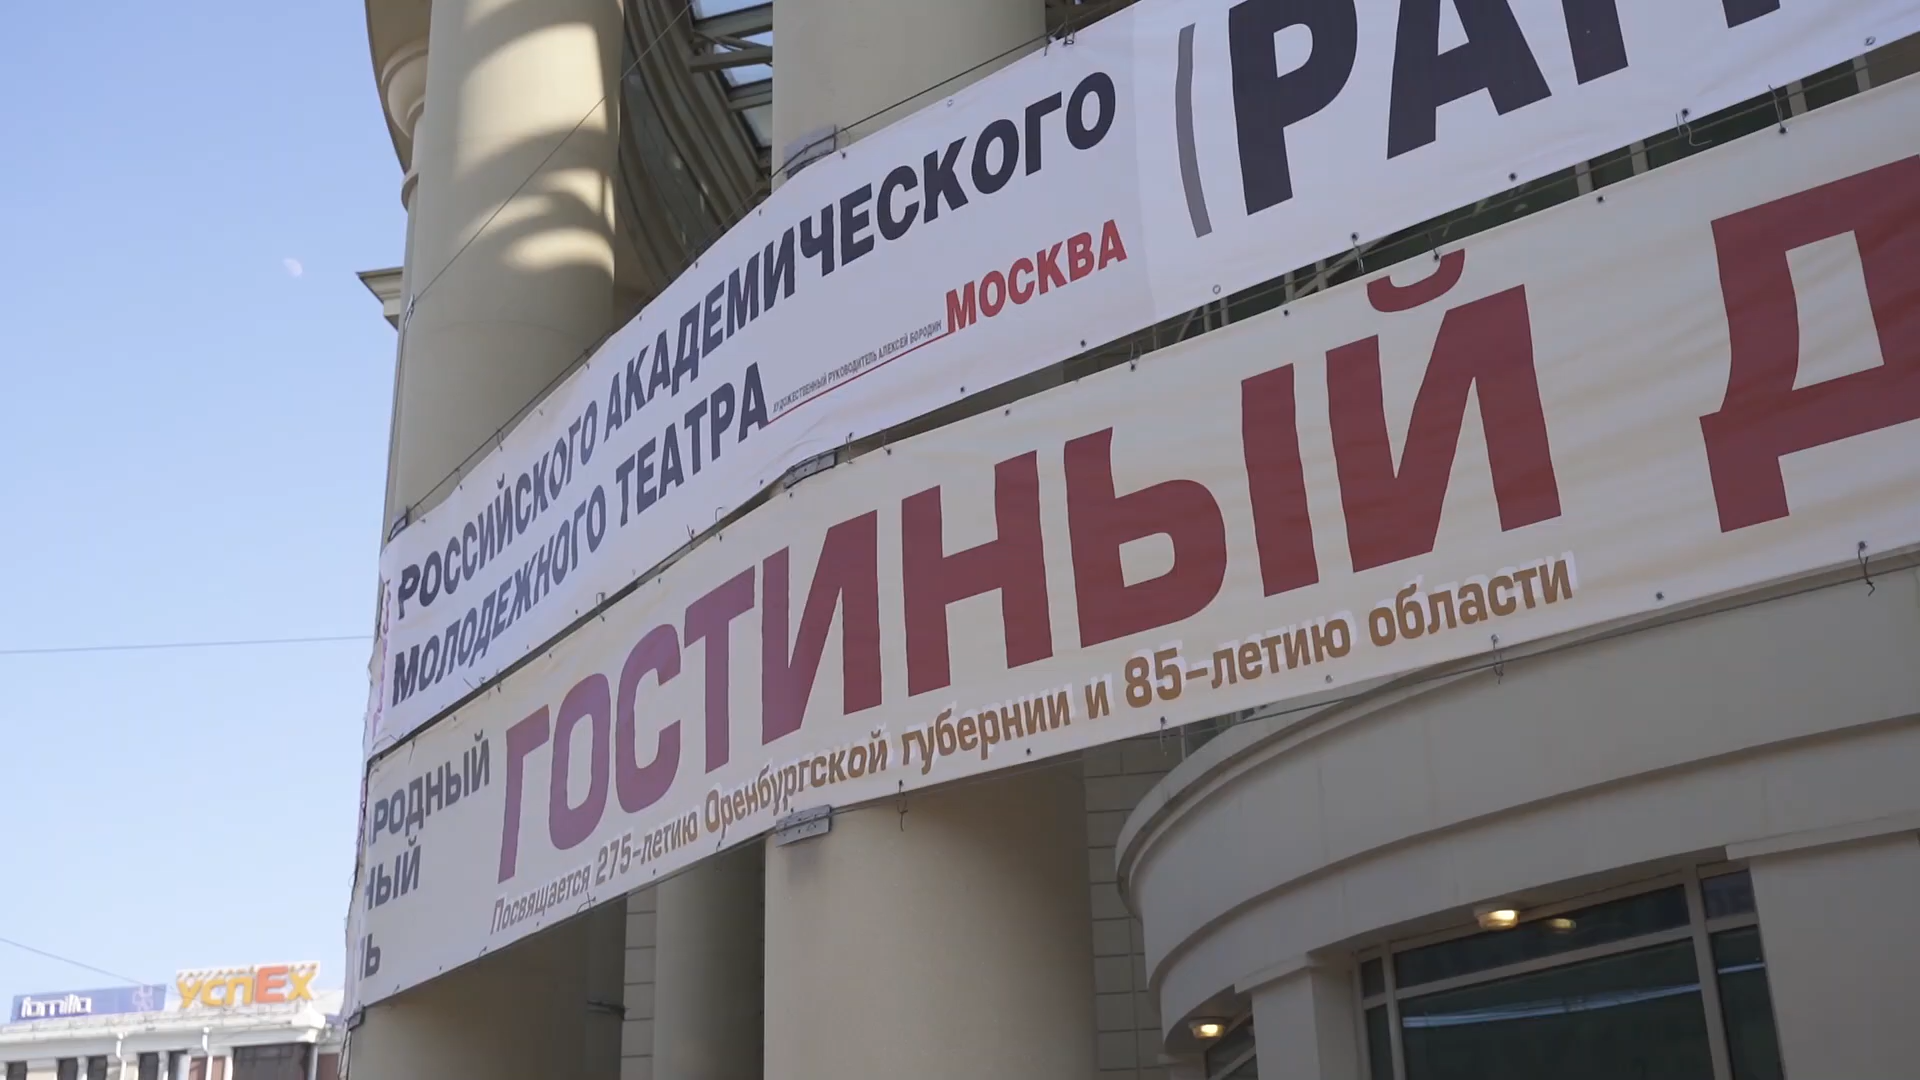 РОССИЙСКОГО АКАДЕМИЧЕСКОГО
МОЛОДЕЖНОГО ТЕАТРА
ХУДОЖЕСТВЕННЫЙ РУКОВОДИТЕЛЬ АЛЕКСЕЙ БОРОДИН
МОСКВА
(РАМ
РОДНЫЙ
НЫЙ
Ь
ГОСТИНЫЙ Д
Посвящается 275-летию Оренбургской губернии и 85-летию области
familia
УСПЕХ